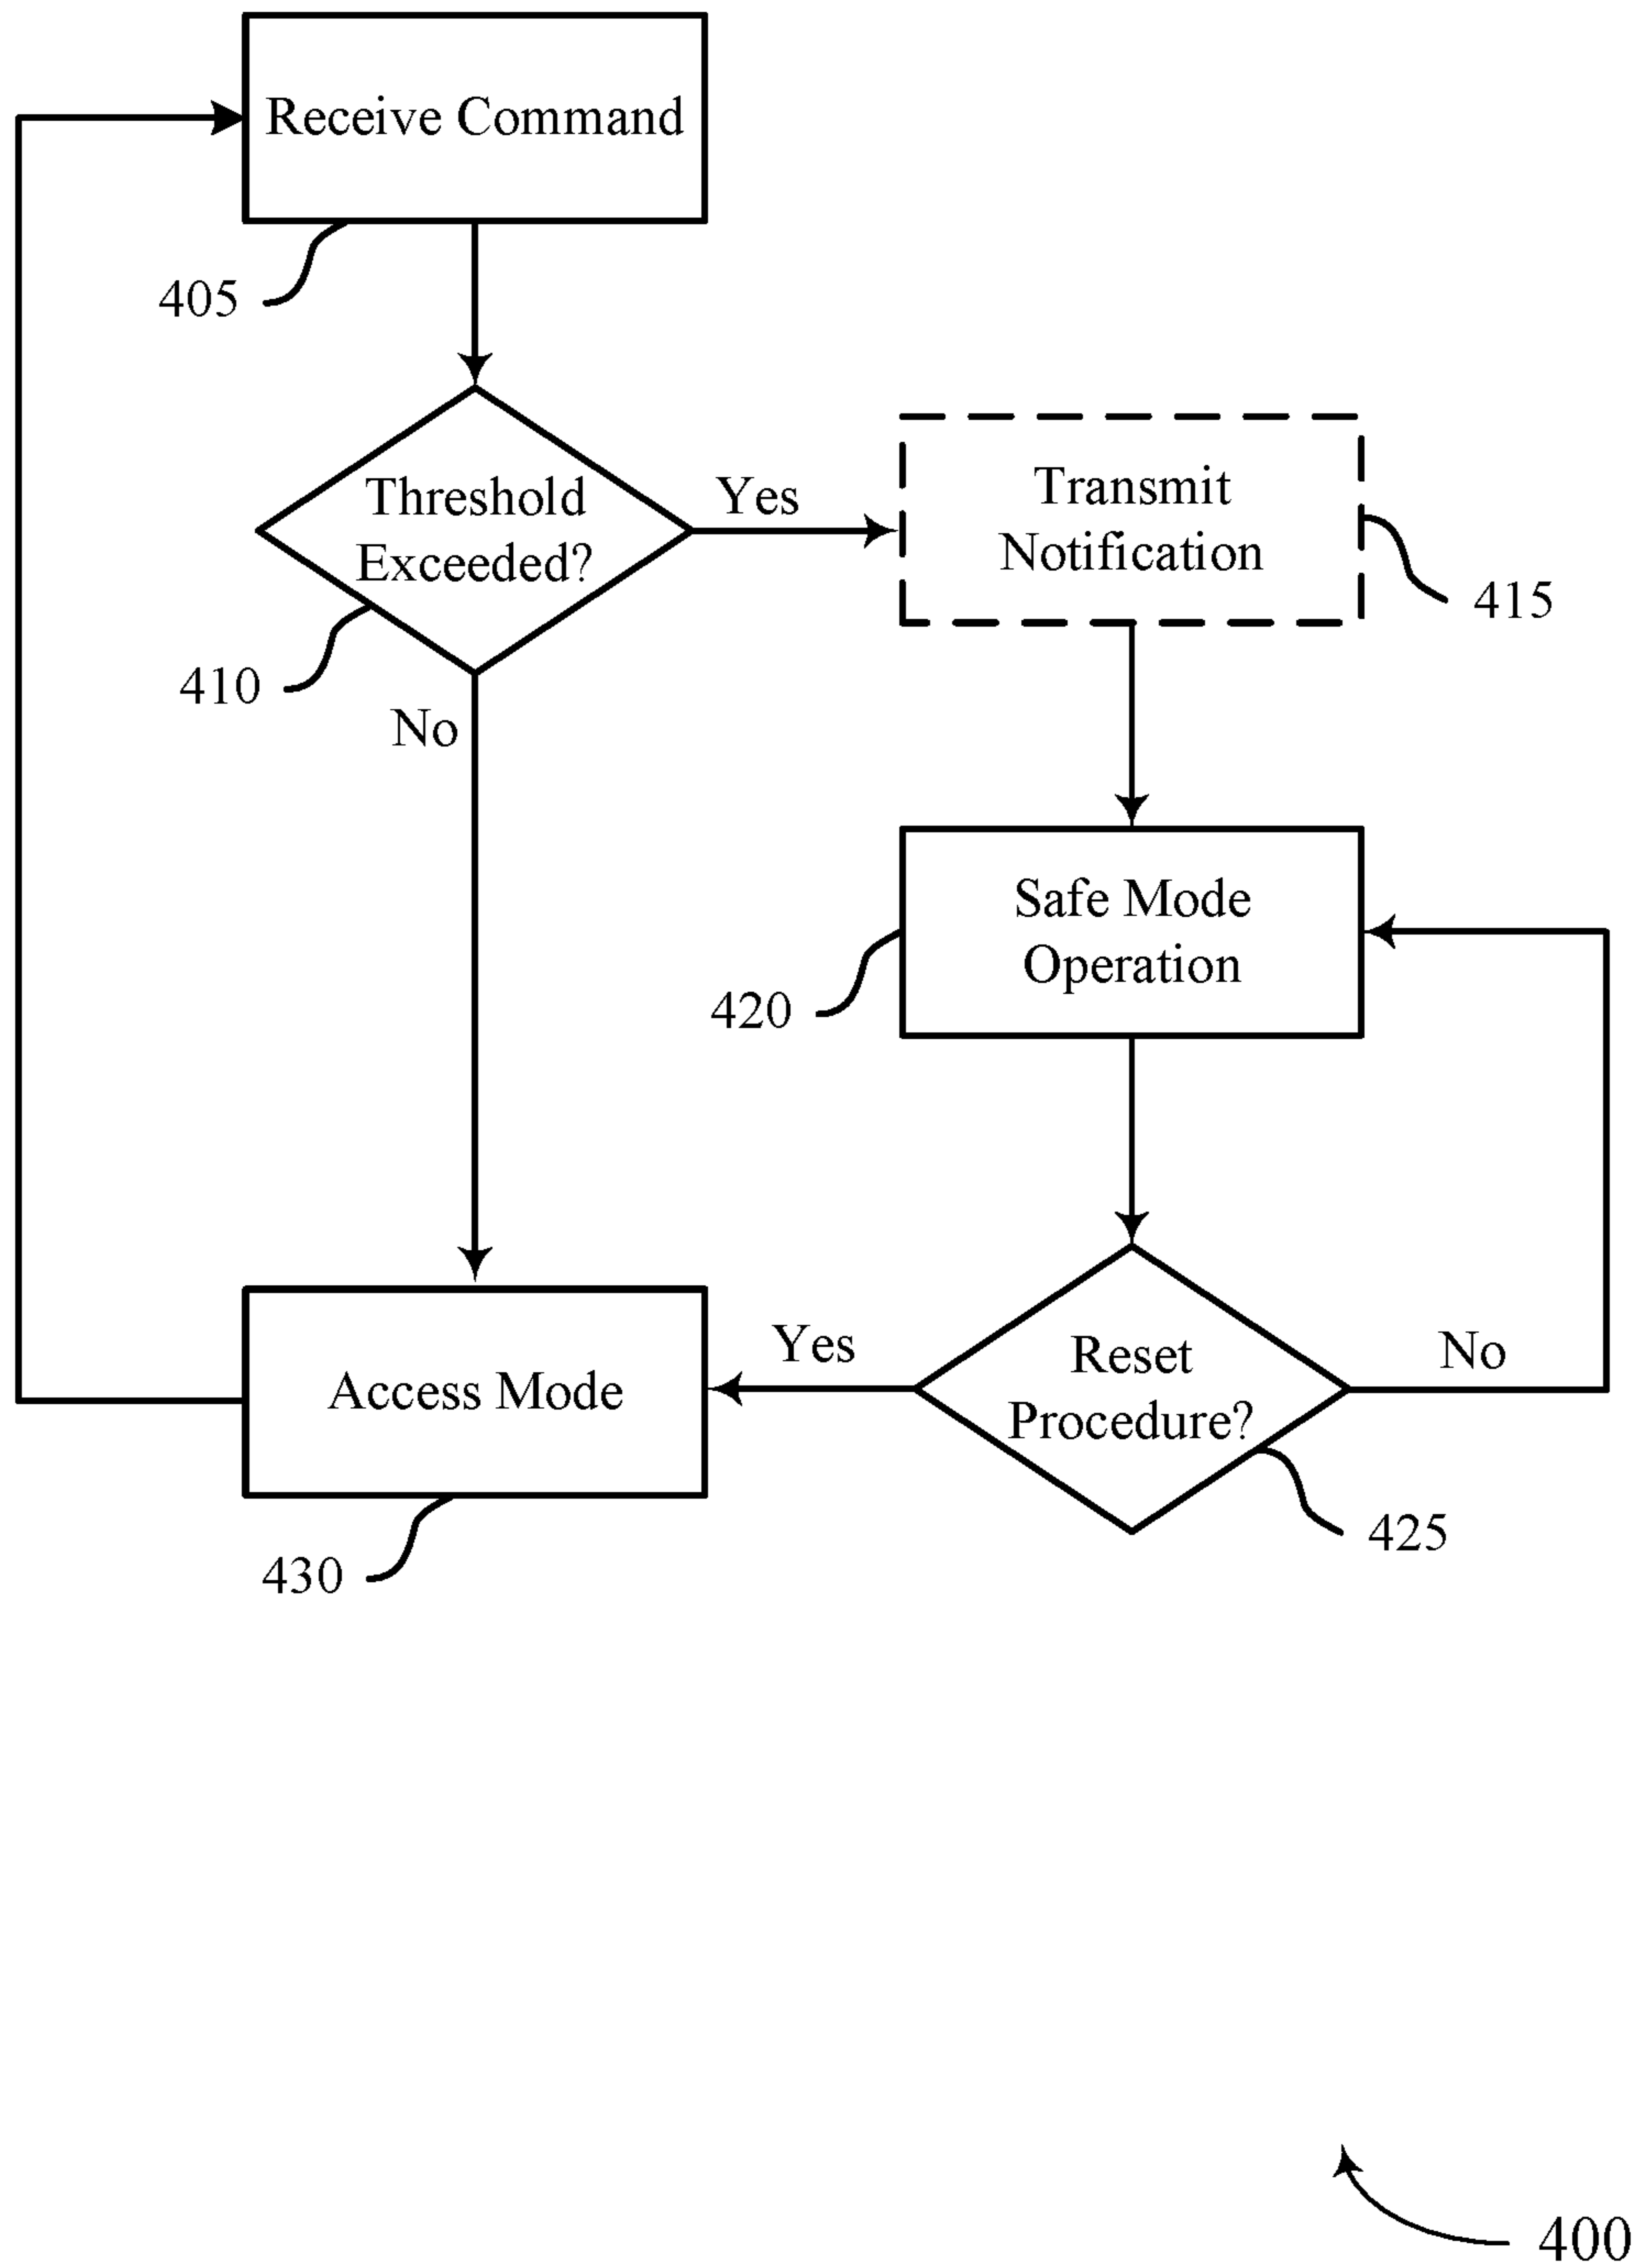 Receive Command
405
Threshold
Exceeded?
Yes
Transmit
Notification
415
410
No
Safe Mode
Operation
420
Yes
Reset
Procedure?
No
Access Mode
425
430
400